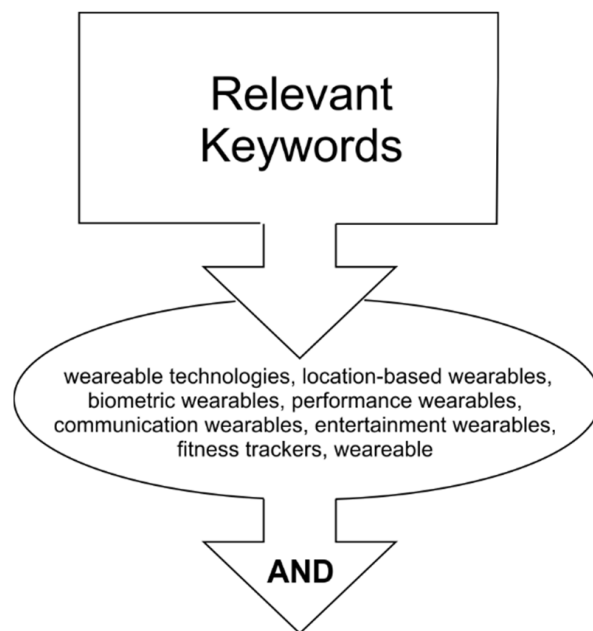 Relevant
Keywords
weareable technologies, location-based wearables,
biometric wearables, performance wearables,
communication wearables, entertainment wearables,
fitness trackers, weareable
AND